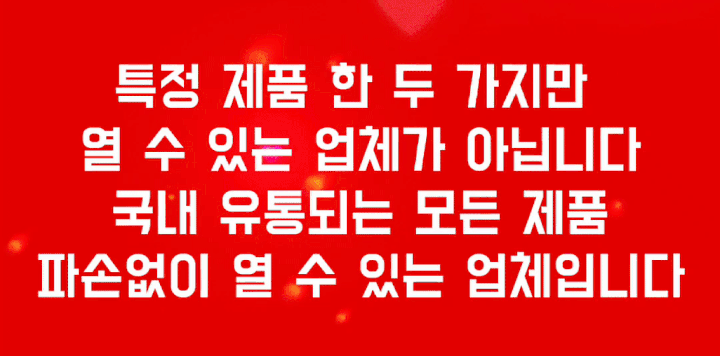 특정 제품 한 두 가지만
열 수 있는 업체가 아닙니다
국내 유통되는 모든 제품
파손없이 열 수 있는 업체입니다